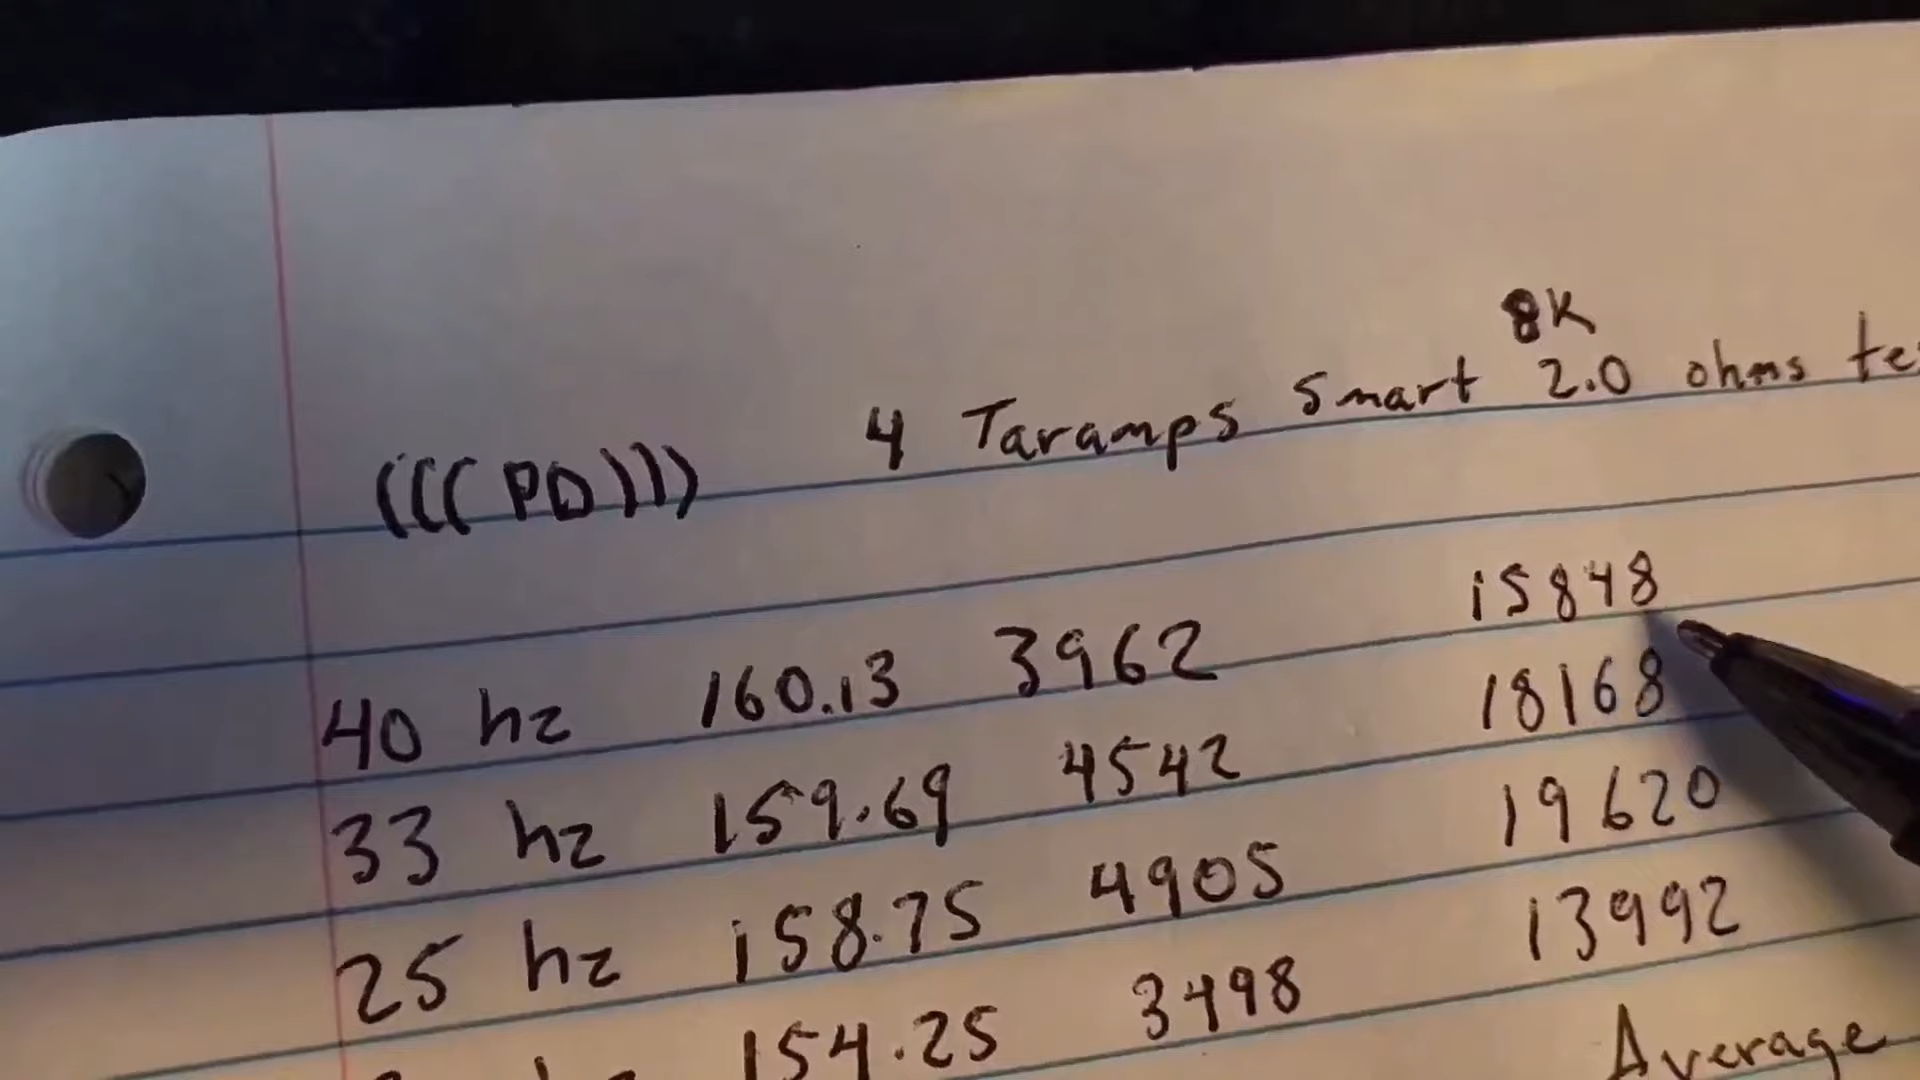 8K
(((PD))) 4 Taramps Smart 2.0 ohms
40 hz 160.13 3962 15848
33 hz 159.69 4542 18168
25 hz 158.75 4905 19620
154.25 3498 13992
Average